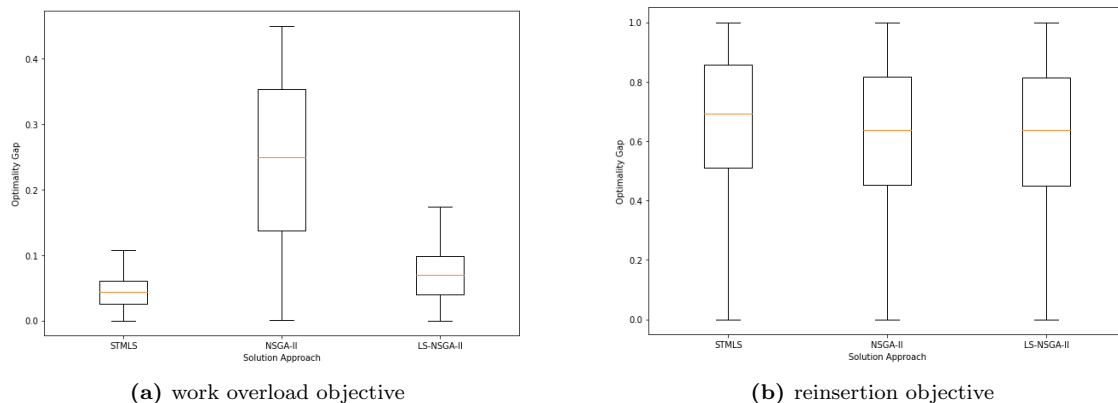 0.4
0.3
0.2
0.1
0.0
Optimality Gap
STMLS NSGA-II LS-NSGA-II
Solution Approach
(a) work overload objective
1.0
0.8
0.6
0.4
0.2
0.0
Optimality Gap
STMLS NSGA-II LS-NSGA-II
Solution Approach
(b) reinsertion objective